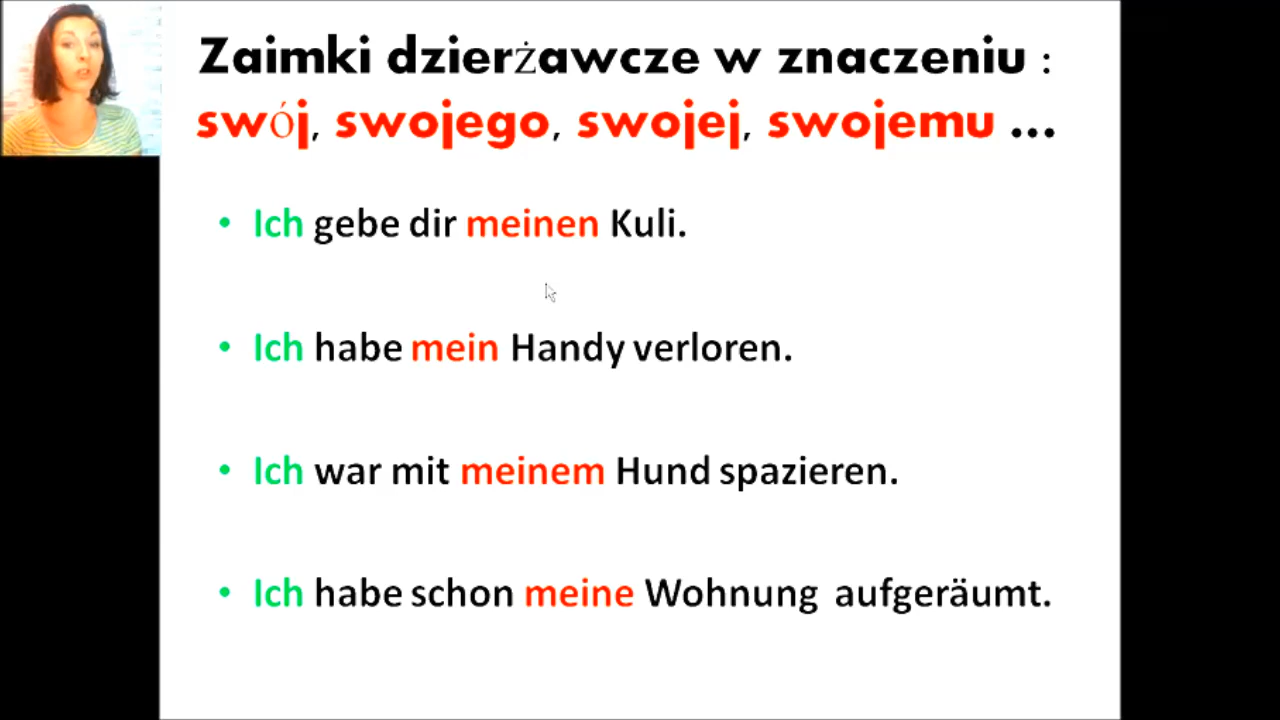 Zaimki dzierżawcze w znaczeniu :
swój, swojego, swojej, swojemu ...
• Ich gebe dir meinen Kuli.
• Ich habe mein Handy verloren.
• Ich war mit meinem Hund spazieren.
• Ich habe schon meine Wohnung aufgeräumt.